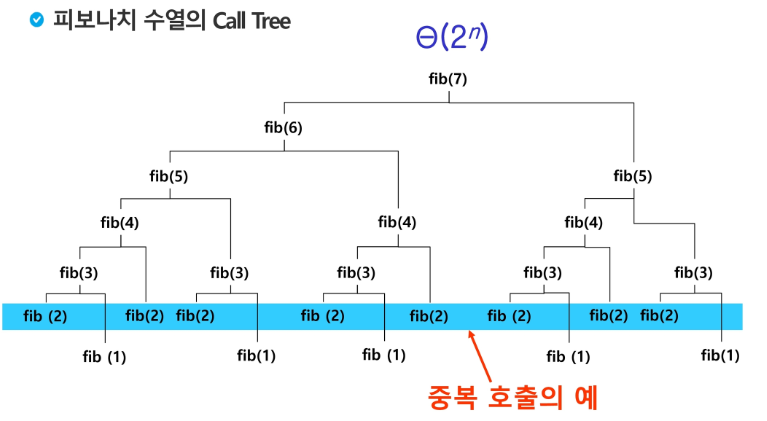 피보나치 수열의 Call Tree
Θ(2ⁿ)
fib(7)
fib(6)
fib(5) fib(5)
fib(4) fib(4) fib(4)
fib(3) fib(3) fib(3) fib(3) fib(3)
fib (2) fib(2) fib(2) fib (2) fib(2) fib (2) fib(2) fib(2)
fib (1) fib(1) fib (1) fib (1) fib(1)
중복 호출의 예